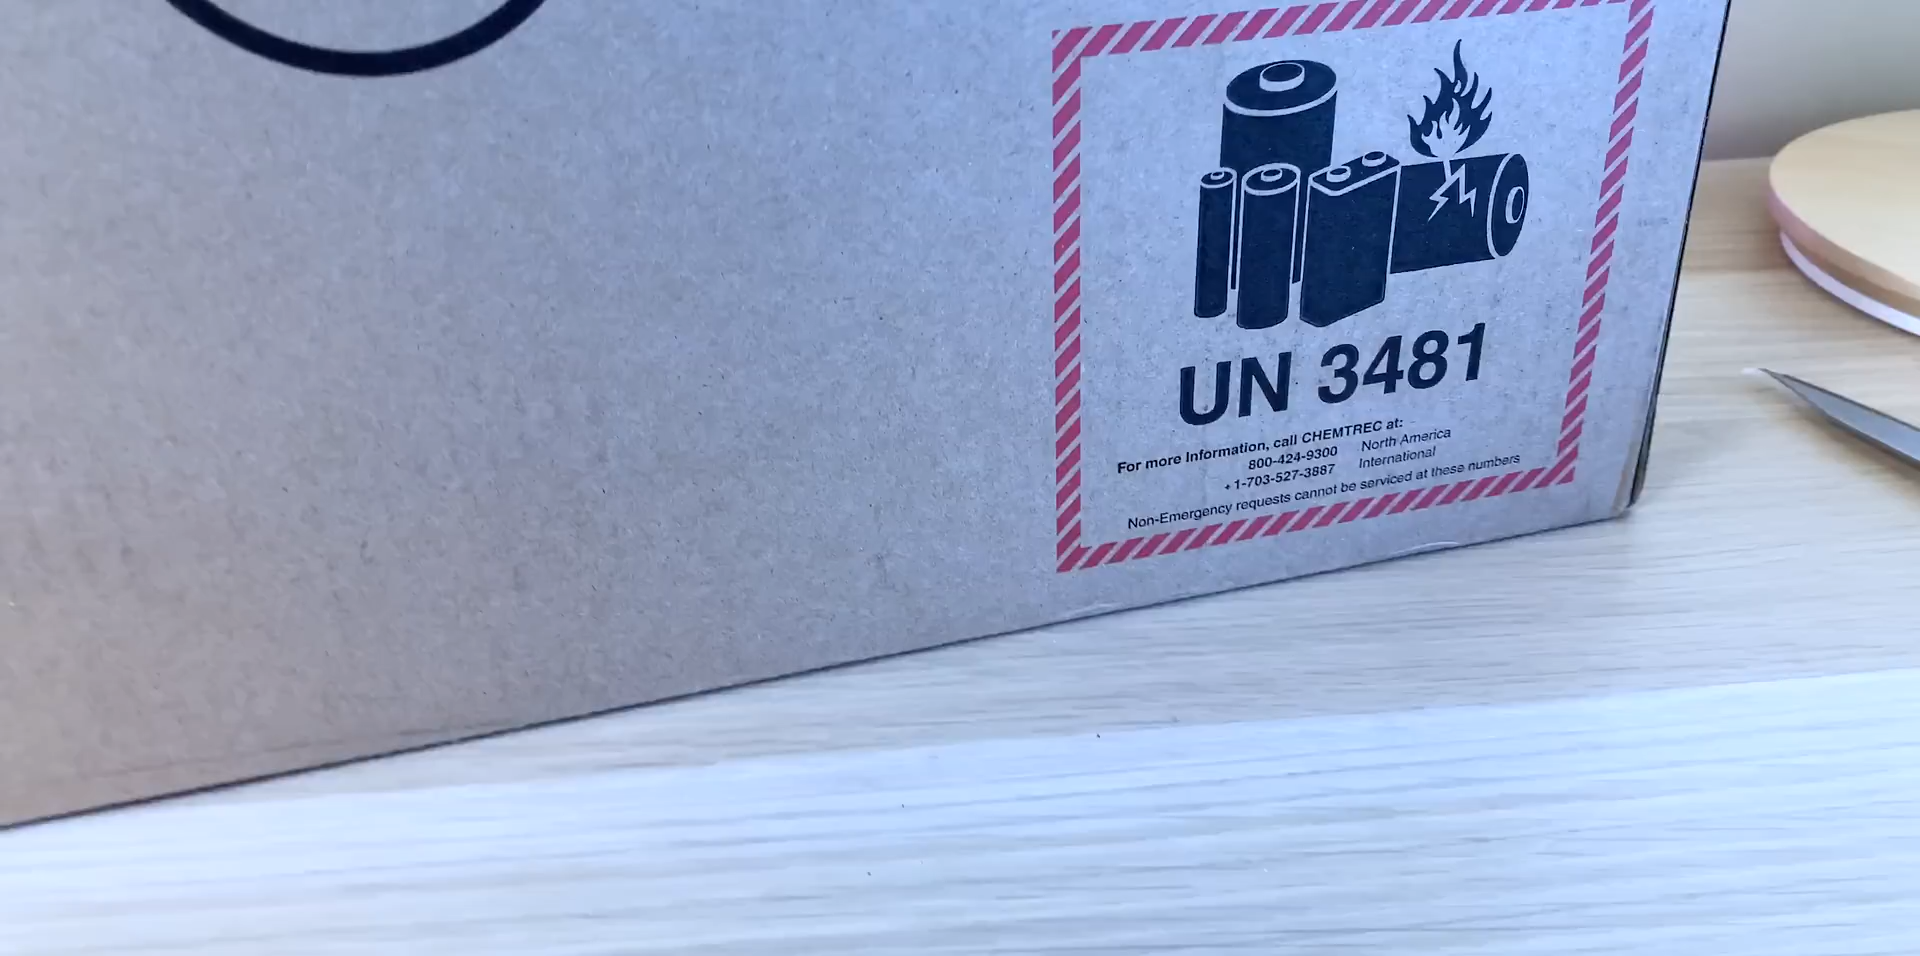 UN 3481
For more Information, call CHEMTREC at:
800-424-9300 North America
+1-703-527-3887 International
Non-Emergency requests cannot be serviced at these numbers